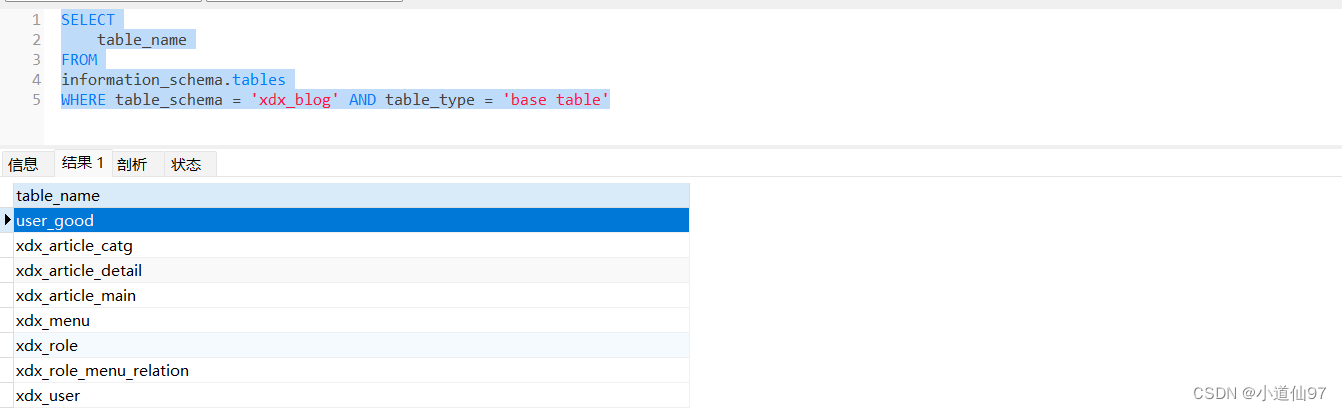 1 SELECT
2 table_name
3 FROM
4 information_schema.tables
5 WHERE table_schema = 'xdx_blog' AND table_type = 'base table'
信息 结果 1 剖析 状态
table_name
user_good
xdx_article_catg
xdx_article_detail
xdx_article_main
xdx_menu
xdx_role
xdx_role_menu_relation
xdx_user
CSDN @小道仙97